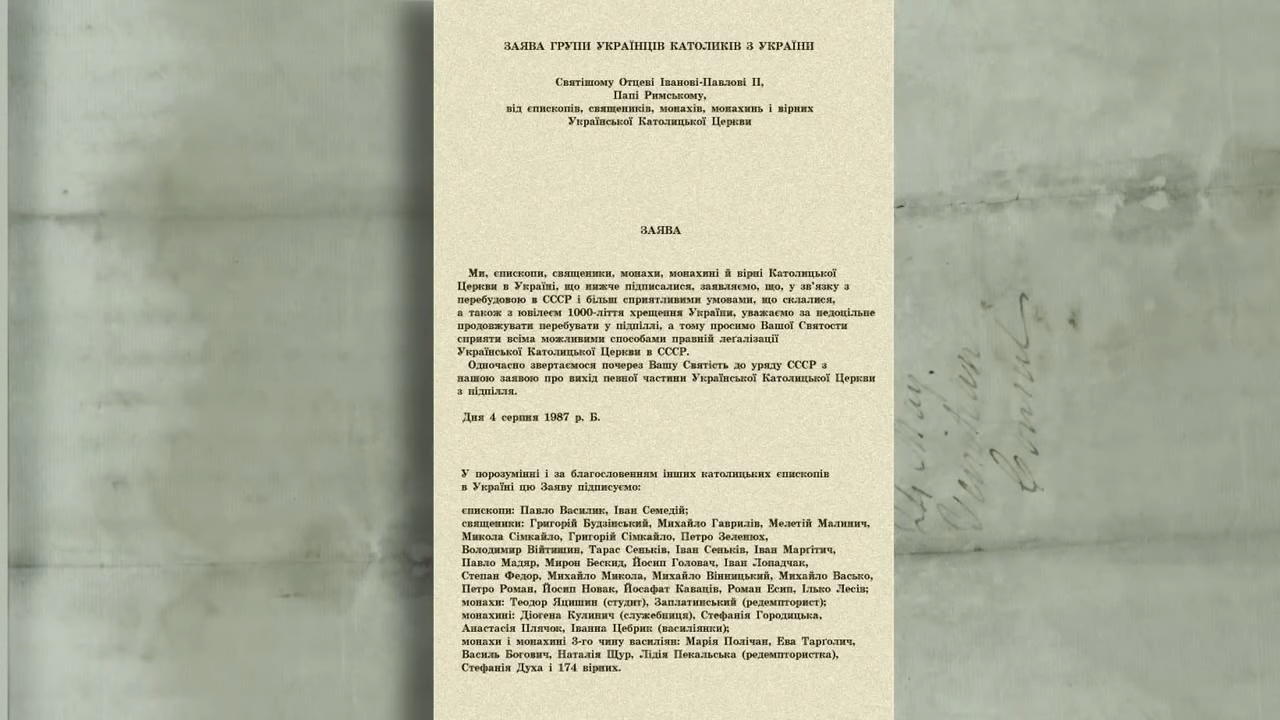 ЗАЯВА ГРУПИ УКРАЇНЦІВ КАТОЛИКІВ З УКРАЇНИ
Святішому Отцеві Іванові-Павлові II,
Папі Римському,
від єпископів, священиків, монахів, монахинь і вірних
Української Католицької Церкви
ЗАЯВА
Ми, єпископи, священики, монахи, монахині й вірні Католицької
Церкви в Україні, що нижче підписалися, заявляємо, що, у зв'язку з
перебудовою в СССР і більш сприятливими умовами, що склалися,
а також з ювілеєм 1000-ліття хрещення України, уважаємо за недоцільне
продовжувати перебувати у підпіллі, а тому просимо Вашої Святости
сприяти всіма можливими способами правній леґалізації
Української Католицької Церкви в СССР.
Одночасно звертаємося почерез Вашу Святість до уряду СССР з
нашою заявою про вихід певної частини Української Католицької Церкви
з підпілля.
Дня 4 серпня 1987 р. Б.
У порозумінні і за благословенням інших католицьких єпископів
в Україні цю Заяву підписуємо:
єпископи: Павло Василик, Іван Семедій;
священики: Григорій Будзінський, Михайло Гаврилів, Мелетій Малинич,
Микола Сімкайло, Григорій Сімкайло, Петро Зеленюх,
Володимир Війтишин, Тарас Сеньків, Іван Сеньків, Іван Марґітич,
Павло Мадяр, Мирон Бескид, Йосип Головач, Іван Лопадчак,
Степан Федор, Михайло Микола, Михайло Вінницький, Михайло Васько,
Петро Роман, Йосип Новак, Йосафат Каваців, Роман Есип, Ілько Лесів;
монахи: Теодор Яцишин (студит), Заплатинський (редемпторист);
монахині: Діогена Кулинич (служебниця), Стефанія Городицька,
Анастасія Плячок, Іванна Цебрик (василіянки);
монахи і монахині 3-го чину василіян: Марія Полічан, Ева Тарґолич,
Василь Богович, Наталія Щур, Лідія Пекальська (редемптористка),
Стефанія Духа і 174 вірних.